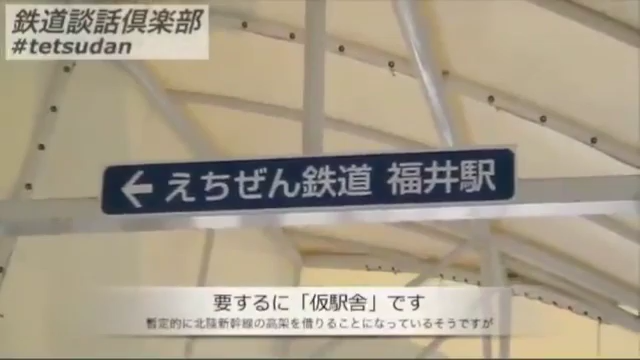 鉄道談話倶楽部
#tetsudan
← えちぜん鉄道 福井駅
要するに「仮駅舎」です
暫定的に北陸新幹線の高架を借りることになっているそうですが